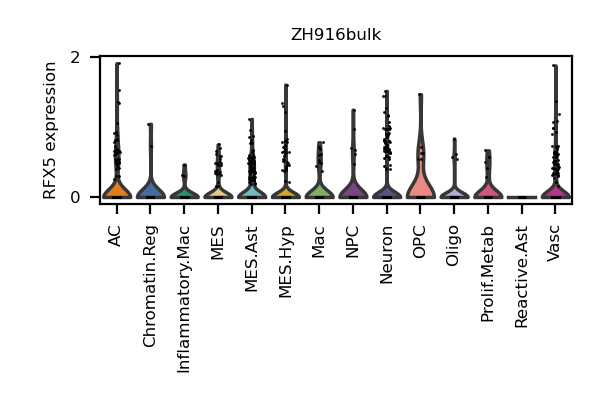 ZH916bulk
RFX5 expression
2
0
AC
Chromatin.Reg
Inflammatory.Mac
MES
MES.Ast
MES.Hyp
Mac
NPC
Neuron
OPC
Oligo
Prolif.Metab
Reactive.Ast
Vasc